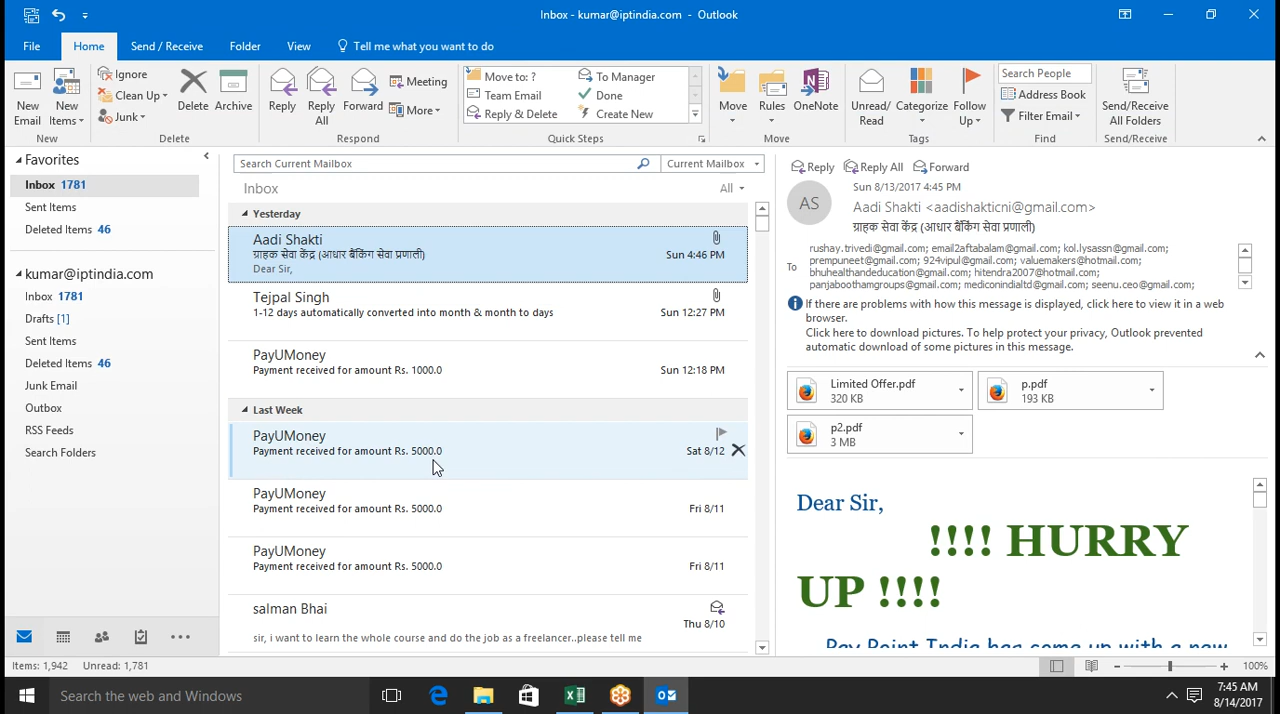 Inbox - kumar@iptindia.com - Outlook
File Home Send / Receive Folder View Tell me what you want to do
New Email
New Items
New
Ignore
Clean Up
Junk
Delete
Archive
Delete
Reply
Reply All
Forward
Meeting
More
Respond
Move to: ?
To Manager
Team Email
Done
Reply & Delete
Create New
Quick Steps
Move
Rules
OneNote
Move
Unread/ Read
Categorize
Follow Up
Tags
Search People
Address Book
Filter Email
Find
Send/Receive All Folders
Send/Receive
Favorites
Inbox 1781
Sent Items
Deleted Items 46
kumar@iptindia.com
Inbox 1781
Drafts [1]
Sent Items
Deleted Items 46
Junk Email
Outbox
RSS Feeds
Search Folders
Search Current Mailbox
Current Mailbox
Inbox
All
Yesterday
Aadi Shakti
ग्राहक सेवा केंद्र (आधार बैंकिंग सेवा प्रणाली) Sun 4:46 PM
Dear Sir,
Tejpal Singh
1-12 days automatically converted into month & month to days Sun 12:27 PM
PayUMoney
Payment received for amount Rs. 1000.0 Sun 12:18 PM
Last Week
PayUMoney
Payment received for amount Rs. 5000.0 Sat 8/12
PayUMoney
Payment received for amount Rs. 5000.0 Fri 8/11
PayUMoney
Payment received for amount Rs. 5000.0 Fri 8/11
salman Bhai
Thu 8/10
sir, i want to learn the whole course and do the job as a freelancer..please tell me
Reply Reply All Forward
Sun 8/13/2017 4:45 PM
AS
Aadi Shakti <aadishakticni@gmail.com>
ग्राहक सेवा केंद्र (आधार बैंकिंग सेवा प्रणाली)
To
rushay.trivedi@gmail.com; email2aftabalam@gmail.com; kol.lysassn@gmail.com;
prempuneet@gmail.com; 924vipul@gmail.com; valuemakers@hotmail.com;
bhuhealthandeducation@gmail.com; hitendra2007@hotmail.com;
panjaboothamgroups@gmail.com; mediconindialtd@gmail.com; seenu.ceo@gmail.com;
If there are problems with how this message is displayed, click here to view it in a web
browser.
Click here to download pictures. To help protect your privacy, Outlook prevented
automatic download of some pictures in this message.
Limited Offer.pdf
320 KB
p.pdf
193 KB
p2.pdf
3 MB
Dear Sir,
!!!! HURRY
UP !!!!
Pay Point India has come up with a new
Items: 1,942 Unread: 1,781
100%
Search the web and Windows
7:45 AM
8/14/2017